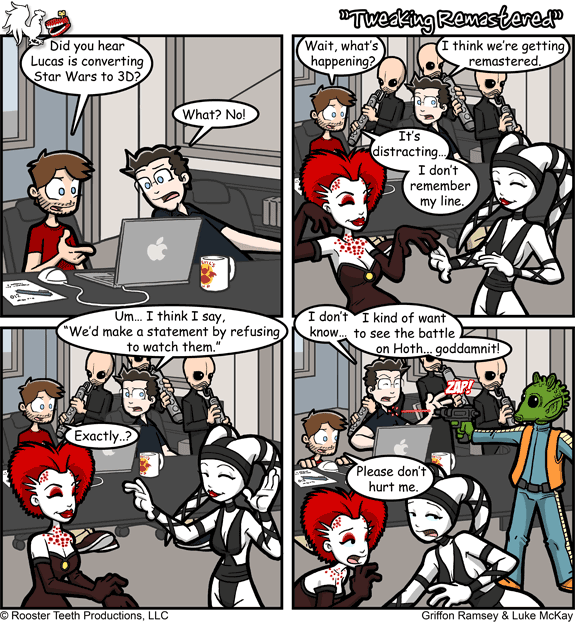 "Tweaking Remastered"
Did you hear
Lucas is converting
Star Wars to 3D?
What? No!
Wait, what's
happening?
I think we're getting
remastered.
It's
distracting...
I don't
remember
my line.
Um... I think I say,
"We'd make a statement by refusing
to watch them."
Exactly..?
I don't
know...
I kind of want
to see the battle
on Hoth... goddamnit!
ZAP!
Please don't
hurt me.
© Rooster Teeth Productions, LLC
Griffon Ramsey & Luke McKay